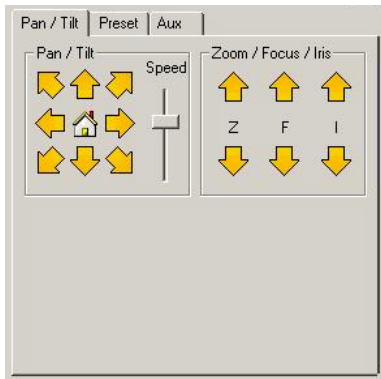 Pan / Tilt Preset Aux
Pan / Tilt
Speed
Zoom / Focus / Iris
Z F I